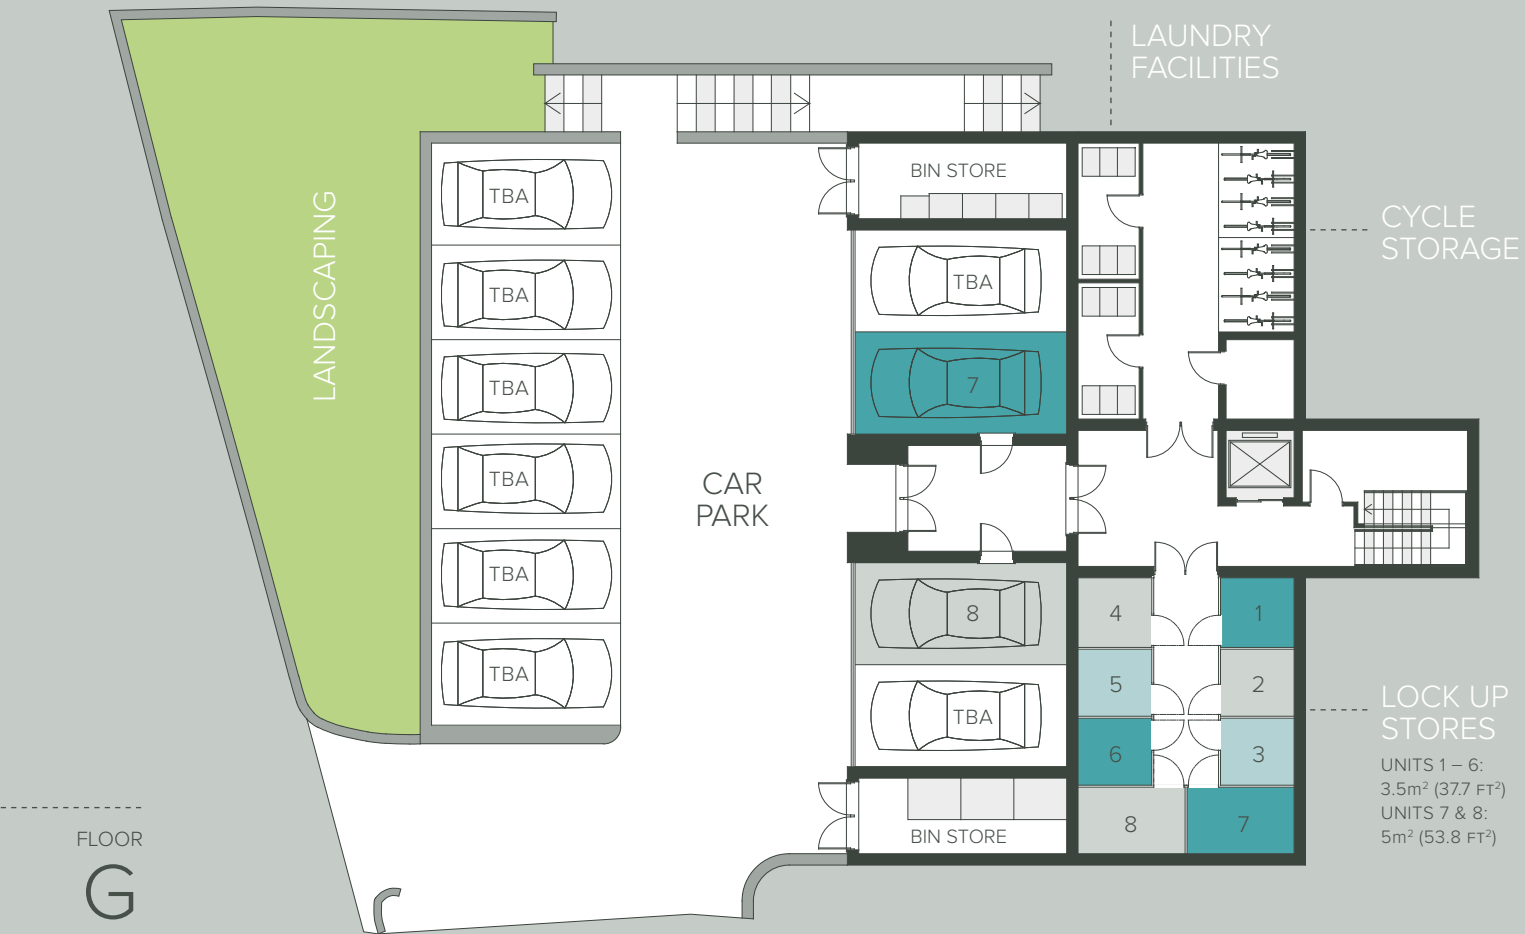 LAUNDRY
FACILITIES
BIN STORE
TBA
TBA
TBA
TBA
TBA
TBA
LANDSCAPING
TBA
7
CYCLE
STORAGE
CAR
PARK
8
TBA
4
1
5
2
6
3
8
7
LOCK UP
STORES
UNITS 1 – 6:
3.5m² (37.7 FT²)
UNITS 7 & 8:
5m² (53.8 FT²)
BIN STORE
FLOOR
G